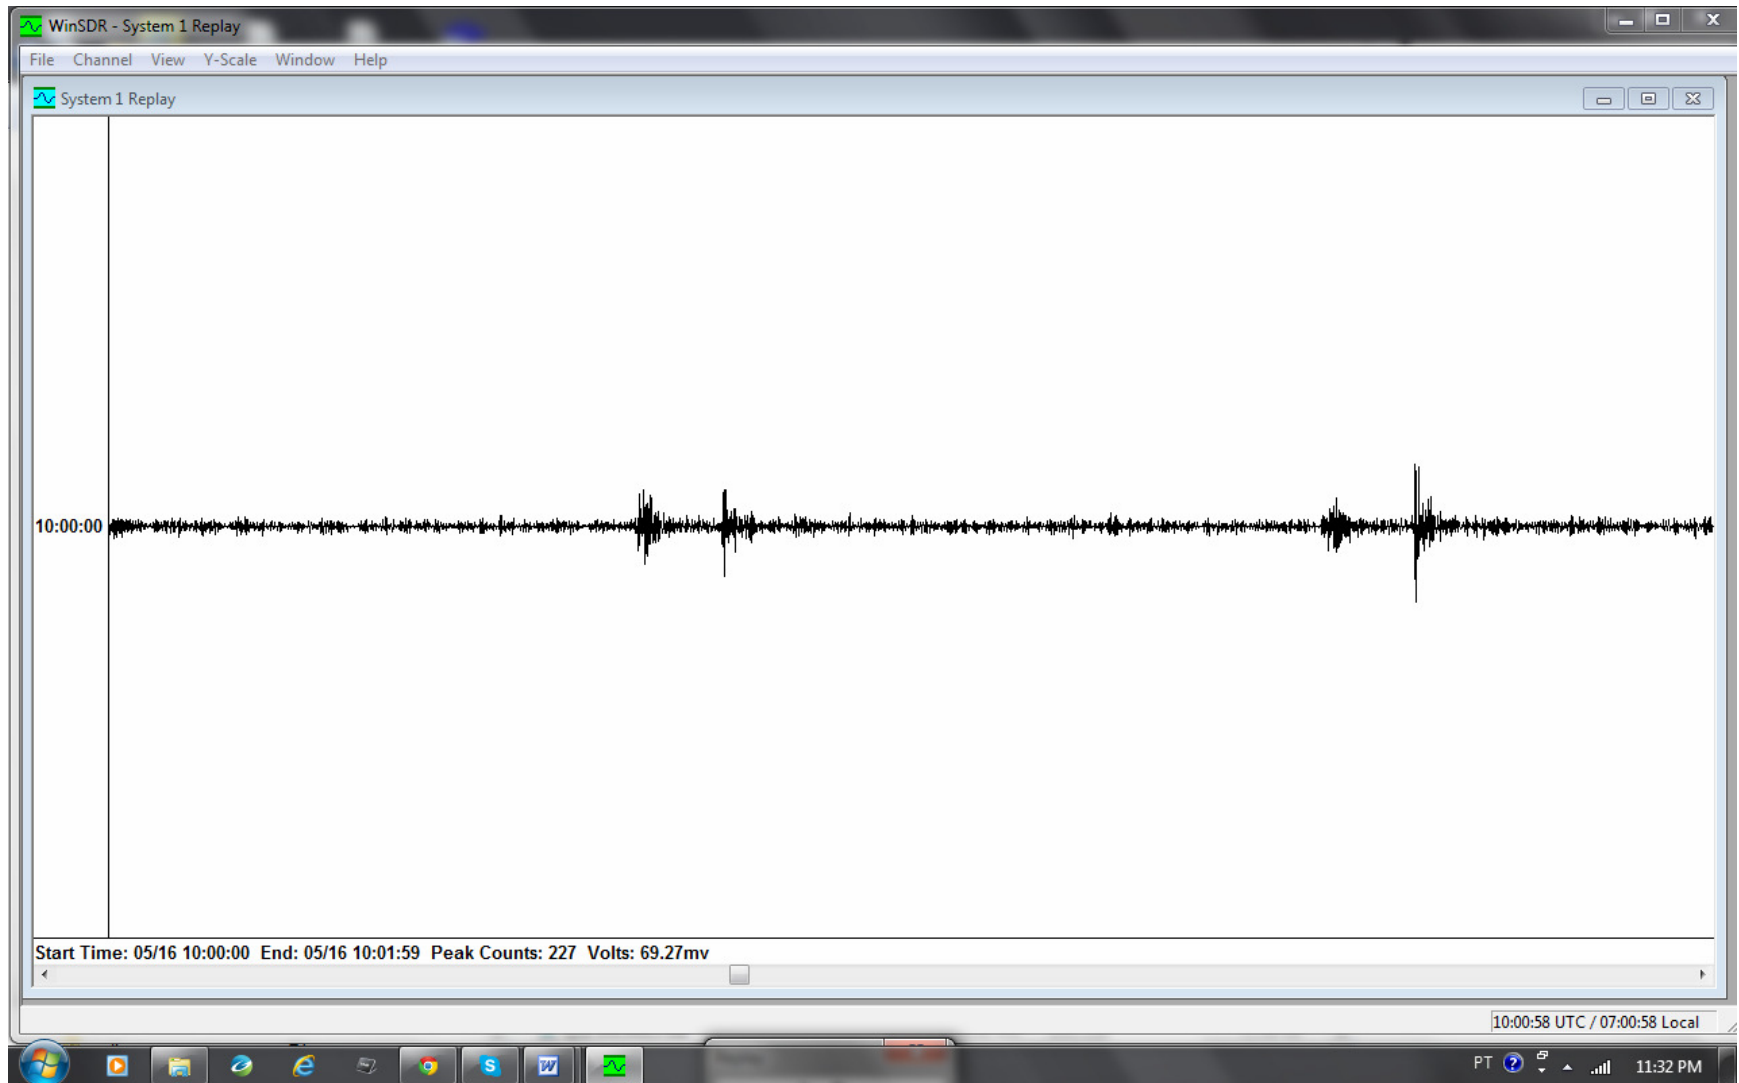 WinSDR - System 1 Replay
File Channel View Y-Scale Window Help
System 1 Replay
10:00:00
Start Time: 05/16 10:00:00 End: 05/16 10:01:59 Peak Counts: 227 Volts: 69.27mv
10:00:58 UTC / 07:00:58 Local
PT 11:32 PM